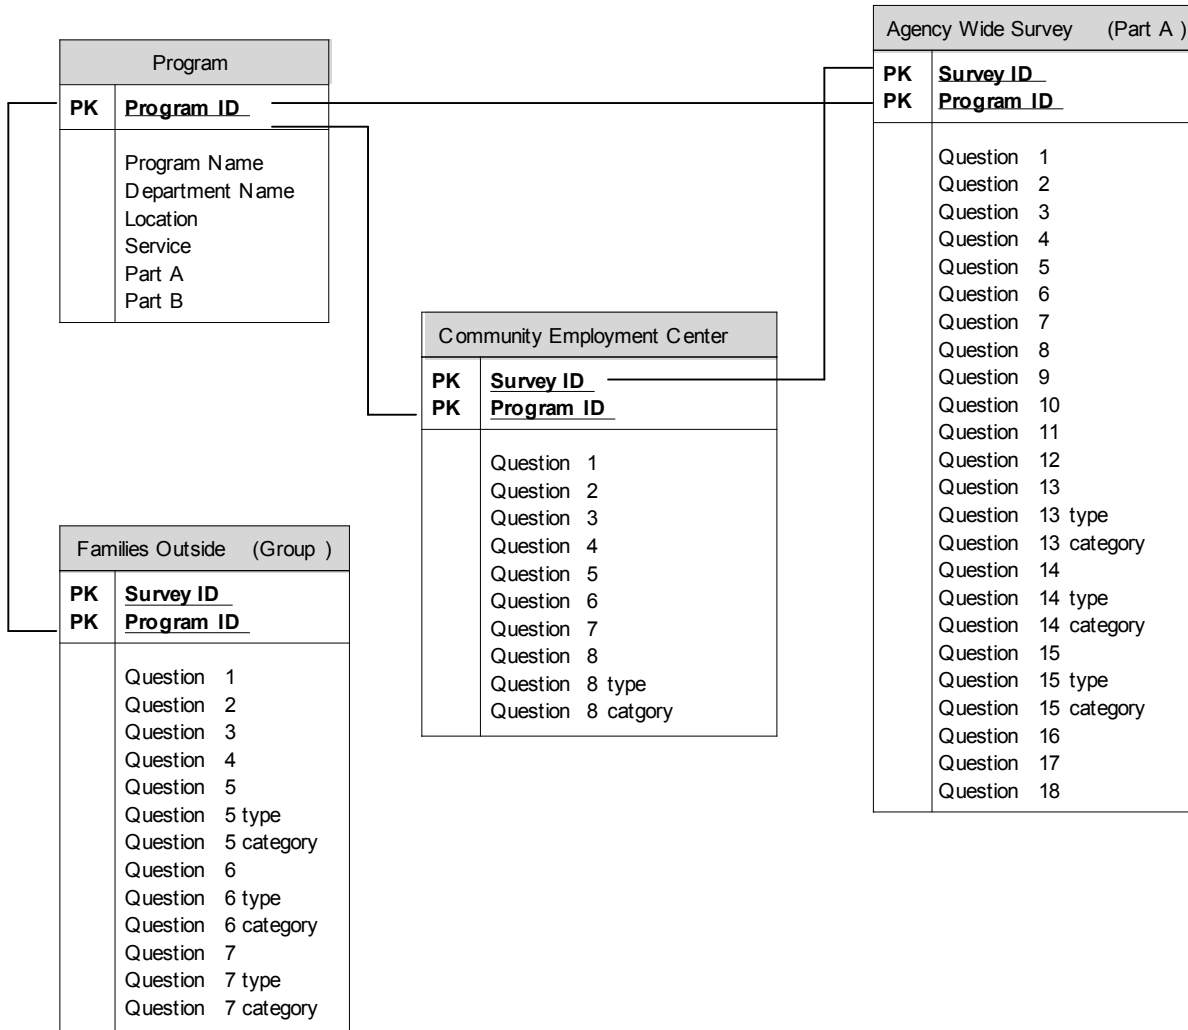 Program
PK Program ID
Program Name
Department Name
Location
Service
Part A
Part B
Agency Wide Survey (Part A )
PK Survey ID
PK Program ID
Question 1
Question 2
Question 3
Question 4
Question 5
Question 6
Question 7
Question 8
Question 9
Question 10
Question 11
Question 12
Question 13
Question 13 type
Question 13 category
Question 14
Question 14 type
Question 14 category
Question 15
Question 15 type
Question 15 category
Question 16
Question 17
Question 18
Community Employment Center
PK Survey ID
PK Program ID
Question 1
Question 2
Question 3
Question 4
Question 5
Question 6
Question 7
Question 8
Question 8 type
Question 8 catgory
Families Outside (Group )
PK Survey ID
PK Program ID
Question 1
Question 2
Question 3
Question 4
Question 5
Question 5 type
Question 5 category
Question 6
Question 6 type
Question 6 category
Question 7
Question 7 type
Question 7 category